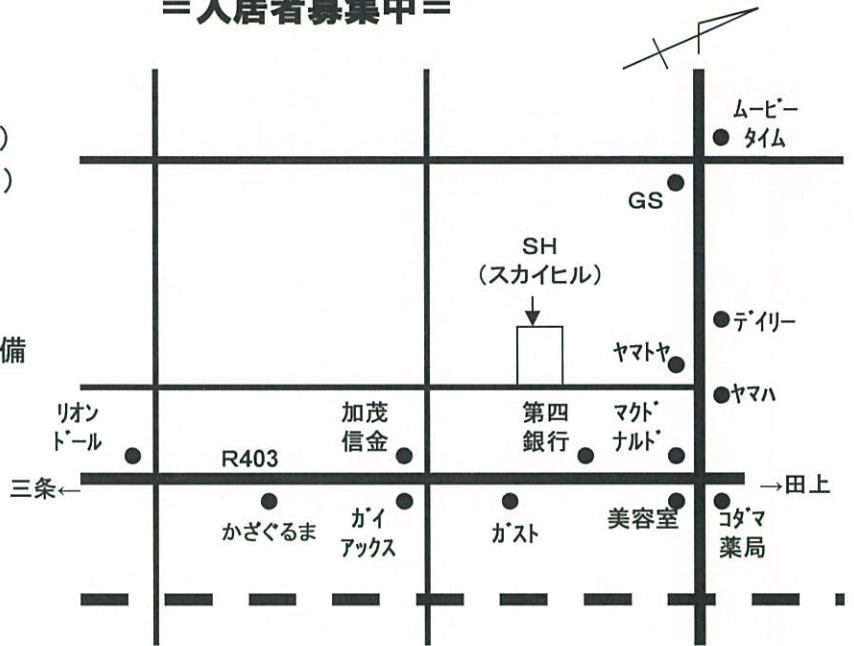 =入居者募集中=
ムービー
タイム
)
)
GS
SH
(スカイヒル)
デイリー
備
ヤマトヤ
ヤマハ
リオン
ドール
加茂
信金
第四
銀行
マクド
ナルド
R403
三条←
→田上
かざぐるま
ガイ
アックス
ガスト
美容室
コダマ
薬局